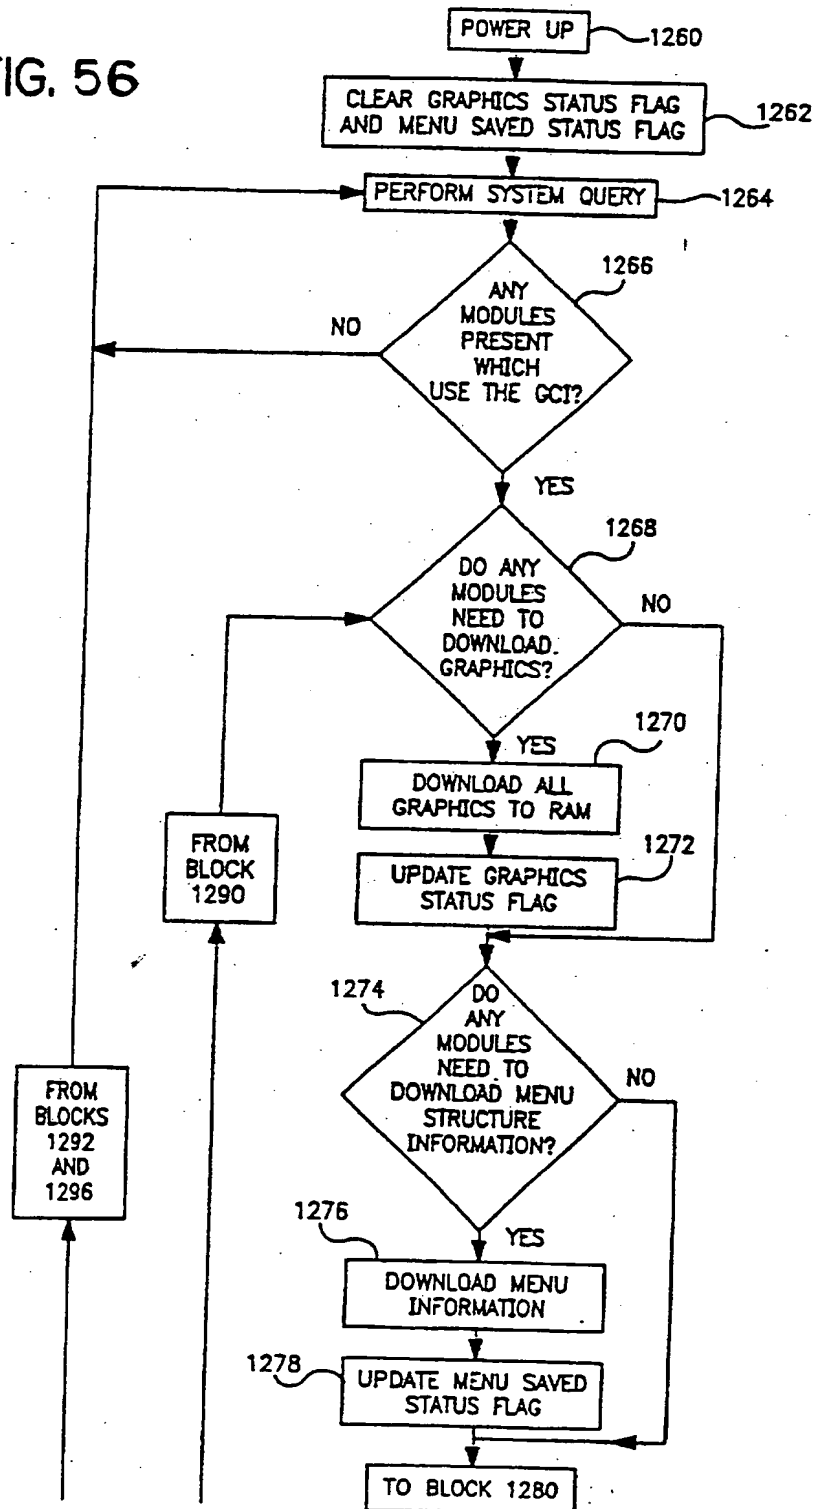 FIG. 56
POWER UP
1260
CLEAR GRAPHICS STATUS FLAG
AND MENU SAVED STATUS FLAG
1262
PERFORM SYSTEM QUERY
1264
1266
ANY
MODULES
PRESENT
WHICH
USE THE GCI?
NO
YES
1268
DO ANY
MODULES
NEED TO
DOWNLOAD
GRAPHICS?
NO
YES
1270
DOWNLOAD ALL
GRAPHICS TO RAM
FROM
BLOCK
1290
1272
UPDATE GRAPHICS
STATUS FLAG
1274
DO
ANY
MODULES
NEED TO
DOWNLOAD MENU
STRUCTURE
INFORMATION?
NO
FROM
BLOCKS
1292
AND
1296
YES
1276
DOWNLOAD MENU
INFORMATION
1278
UPDATE MENU SAVED
STATUS FLAG
TO BLOCK 1280